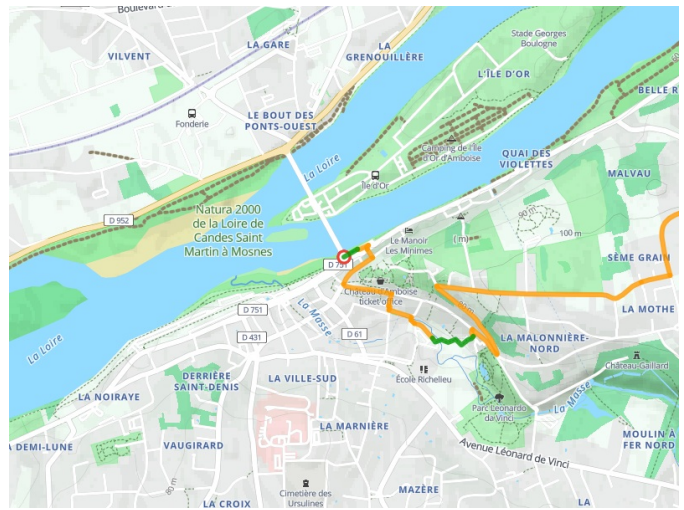 Boulevard
STADE Georges
Boulogne
LA GARE
LA
GRENOUILLÈRE
VILVENT
L'ÎLE D'OR
BELLE R
LE BOUT DES
PONTS-OUEST
Fonderie
Camping de l'Île
d'Or d'Amboise
QUAI DES
VIOLETTES
La Loire
MALVAU
Île d'Or
D 952
Natura 2000
de la Loire de
Candes Saint
Martin à Mosnes
90 m
100 m
Le Manoir
Les Minimes
( m )
D 751
SÈME GRAIN
Château d'Amboise
ticket office
D 751
La Masse
LA MOTHE
D 431
D 61
LA MALONNIÈRE-
NORD
La Loire
Château-Gaillard
DERRIÈRE
SAINT-DENIS
LA VILLE-SUD
École Richelieu
LA NOIRAYE
Parc Leonardo
da Vinci
La Masse
LA MARNIÈRE
A DEMI-LUNE
VAUGIRARD
MOULIN À
FER NORD
Avenue Léonard de Vinci
80 m
Cimetière des
Ursulines
MAZÈRE
LA CROIX
LA